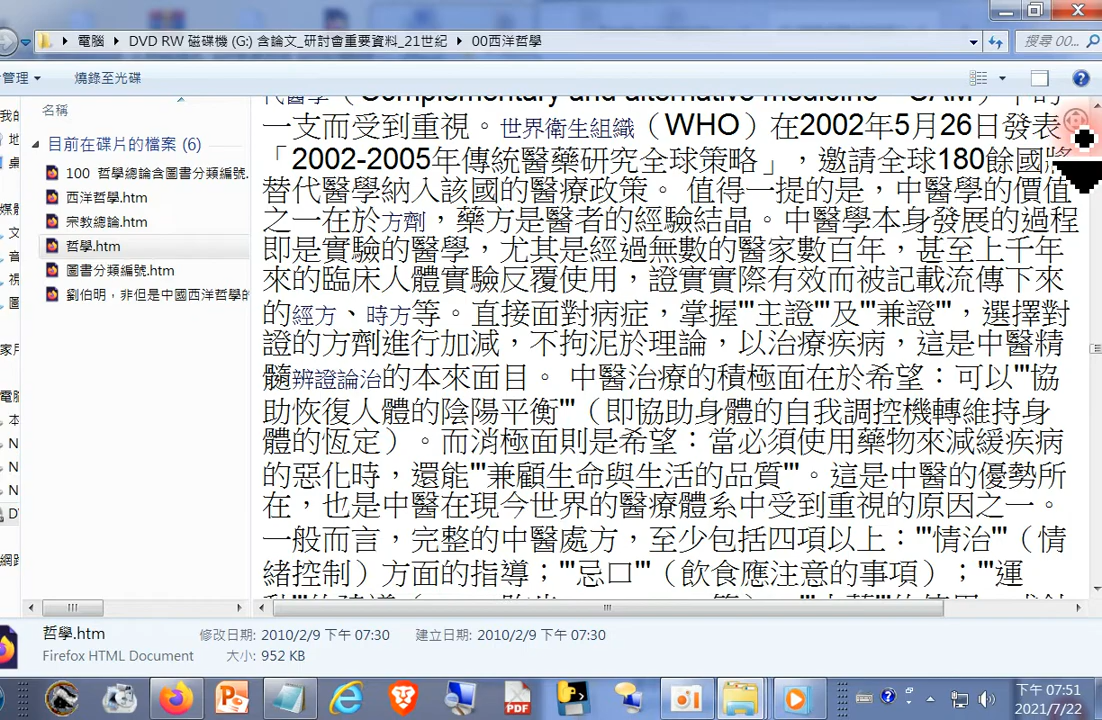 電腦 ▸ DVD RW 磁碟機 (G:) 含論文_研討會重要資料_21世紀 ▸ 00西洋哲學
搜尋 00...
管理
燒錄至光碟
名稱
目前在碟片的檔案 (6)
100 哲學總論含圖書分類編號.
西洋哲學.htm
宗教總論.htm
哲學.htm
圖書分類編號.htm
劉伯明，非但是中國西洋哲學的
代醫學（Complementary and alternative medicine，CAM）中的
一支而受到重視。世界衛生組織（WHO）在2002年5月26日發表
「2002-2005年傳統醫藥研究全球策略」，邀請全球180餘國將
替代醫學納入該國的醫療政策。 值得一提的是，中醫學的價值
之一在於方劑，藥方是醫者的經驗結晶。中醫學本身發展的過程
即是實驗的醫學，尤其是經過無數的醫家數百年，甚至上千年
來的臨床人體實驗反覆使用，證實實際有效而被記載流傳下來
的經方、時方等。直接面對病症，掌握'''主證'''及'''兼證'''，選擇對
證的方劑進行加減，不拘泥於理論，以治療疾病，這是中醫精
髓辨證論治的本來面目。 中醫治療的積極面在於希望：可以'''協
助恢復人體的陰陽平衡'''（即協助身體的自我調控機轉維持身
體的恆定）。而消極面則是希望：當必須使用藥物來減緩疾病
的惡化時，還能'''兼顧生命與生活的品質'''。這是中醫的優勢所
在，也是中醫在現今世界的醫療體系中受到重視的原因之一。
一般而言，完整的中醫處方，至少包括四項以上：'''情治'''（情
緒控制）方面的指導；'''忌口'''（飲食應注意的事項）；'''運
哲學.htm
修改日期: 2010/2/9 下午 07:30
建立日期: 2010/2/9 下午 07:30
Firefox HTML Document
大小: 952 KB
下午 07:51
2021/7/22